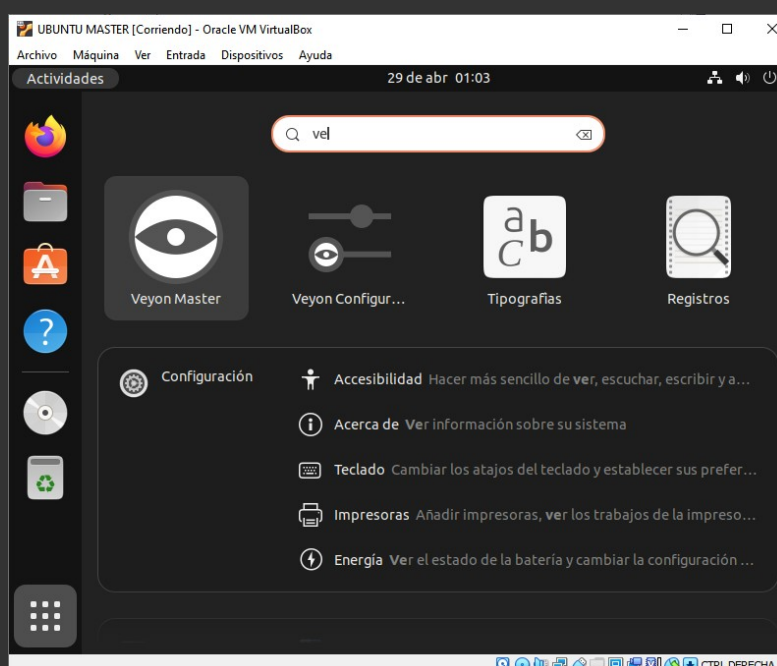 UBUNTU MASTER [Corriendo] - Oracle VM VirtualBox
Archivo Máquina Ver Entrada Dispositivos Ayuda
Actividades 29 de abr 01:03
ve
Veyon Master Veyon Configur... Tipografías Registros
Configuración
Accesibilidad Hacer más sencillo de ver, escuchar, escribir y a...
Acerca de Ver información sobre su sistema
Teclado Cambiar los atajos del teclado y establecer sus prefer...
Impresoras Añadir impresoras, ver los trabajos de la impreso...
Energía Ver el estado de la batería y cambiar la configuración ...
CTRL DERECHA